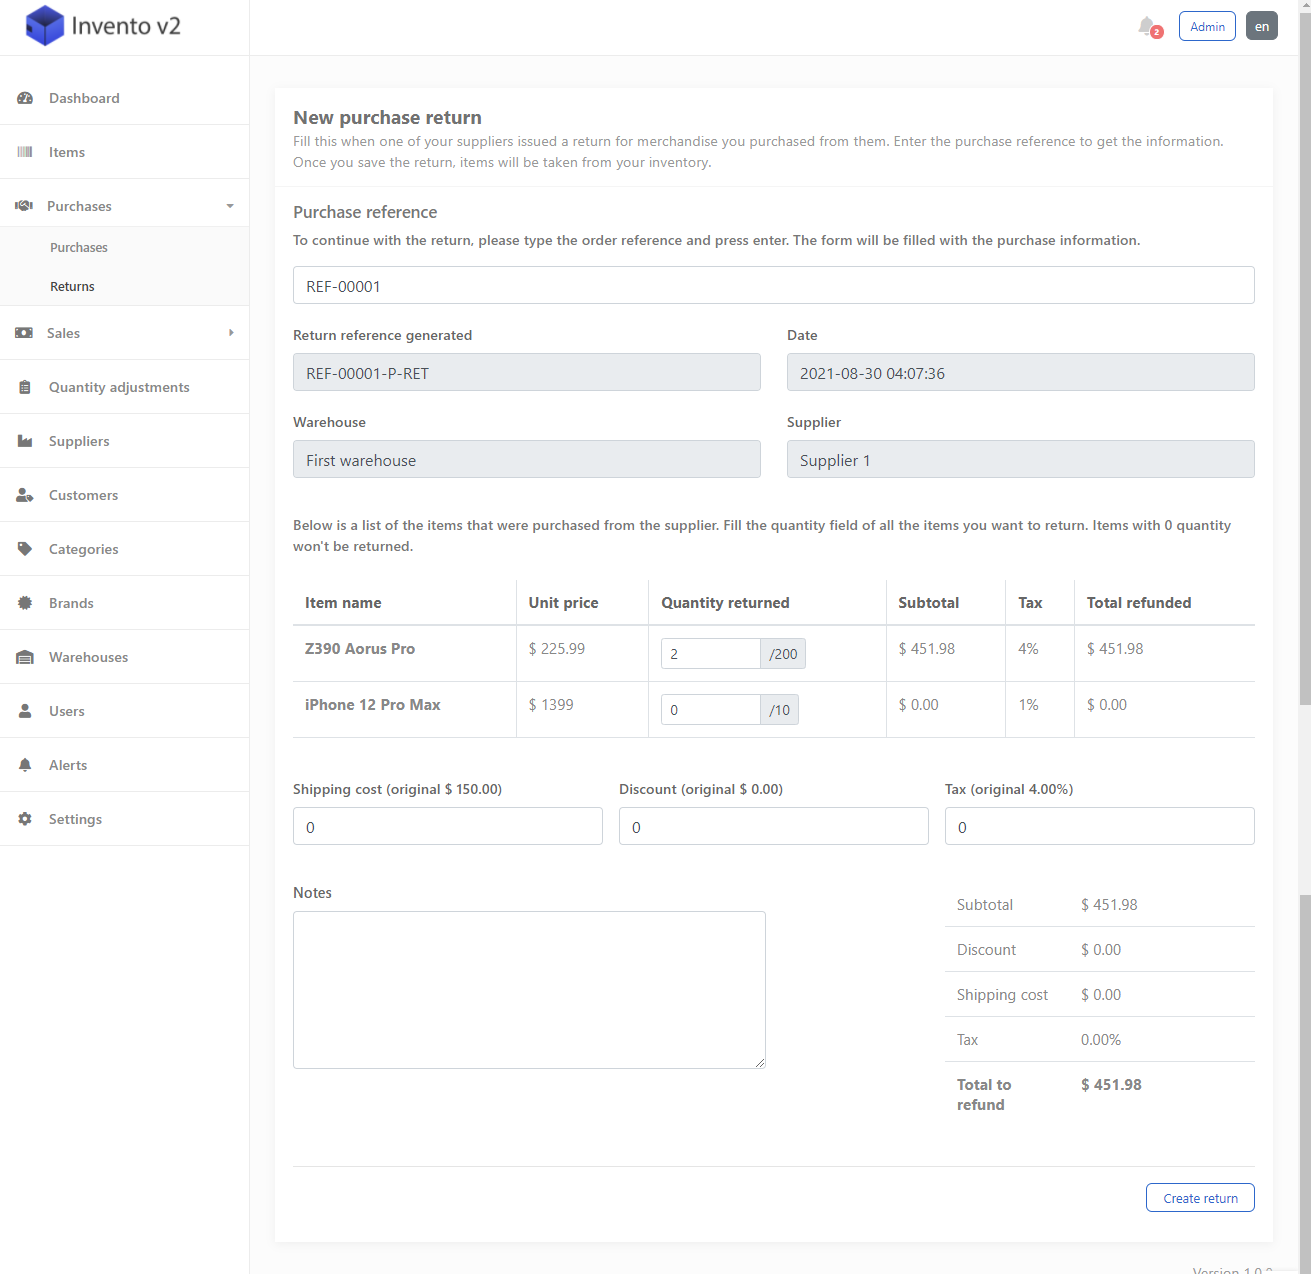 Invento v2
2
Admin
en
Dashboard
Items
Purchases
Purchases
Returns
Sales
Quantity adjustments
Suppliers
Customers
Categories
Brands
Warehouses
Users
Alerts
Settings
New purchase return
Fill this when one of your suppliers issued a return for merchandise you purchased from them. Enter the purchase reference to get the information.
Once you save the return, items will be taken from your inventory.
Purchase reference
To continue with the return, please type the order reference and press enter. The form will be filled with the purchase information.
REF-00001
Return reference generated
Date
REF-00001-P-RET
2021-08-30 04:07:36
Warehouse
Supplier
First warehouse
Supplier 1
Below is a list of the items that were purchased from the supplier. Fill the quantity field of all the items you want to return. Items with 0 quantity
won't be returned.
Item name Unit price Quantity returned Subtotal Tax Total refunded
Z390 Aorus Pro $ 225.99 2 /200 $ 451.98 4% $ 451.98
iPhone 12 Pro Max $ 1399 0 /10 $ 0.00 1% $ 0.00
Shipping cost (original $ 150.00) Discount (original $ 0.00) Tax (original 4.00%)
0 0 0
Notes
Subtotal $ 451.98
Discount $ 0.00
Shipping cost $ 0.00
Tax 0.00%
Total to $ 451.98
refund
Create return
Version